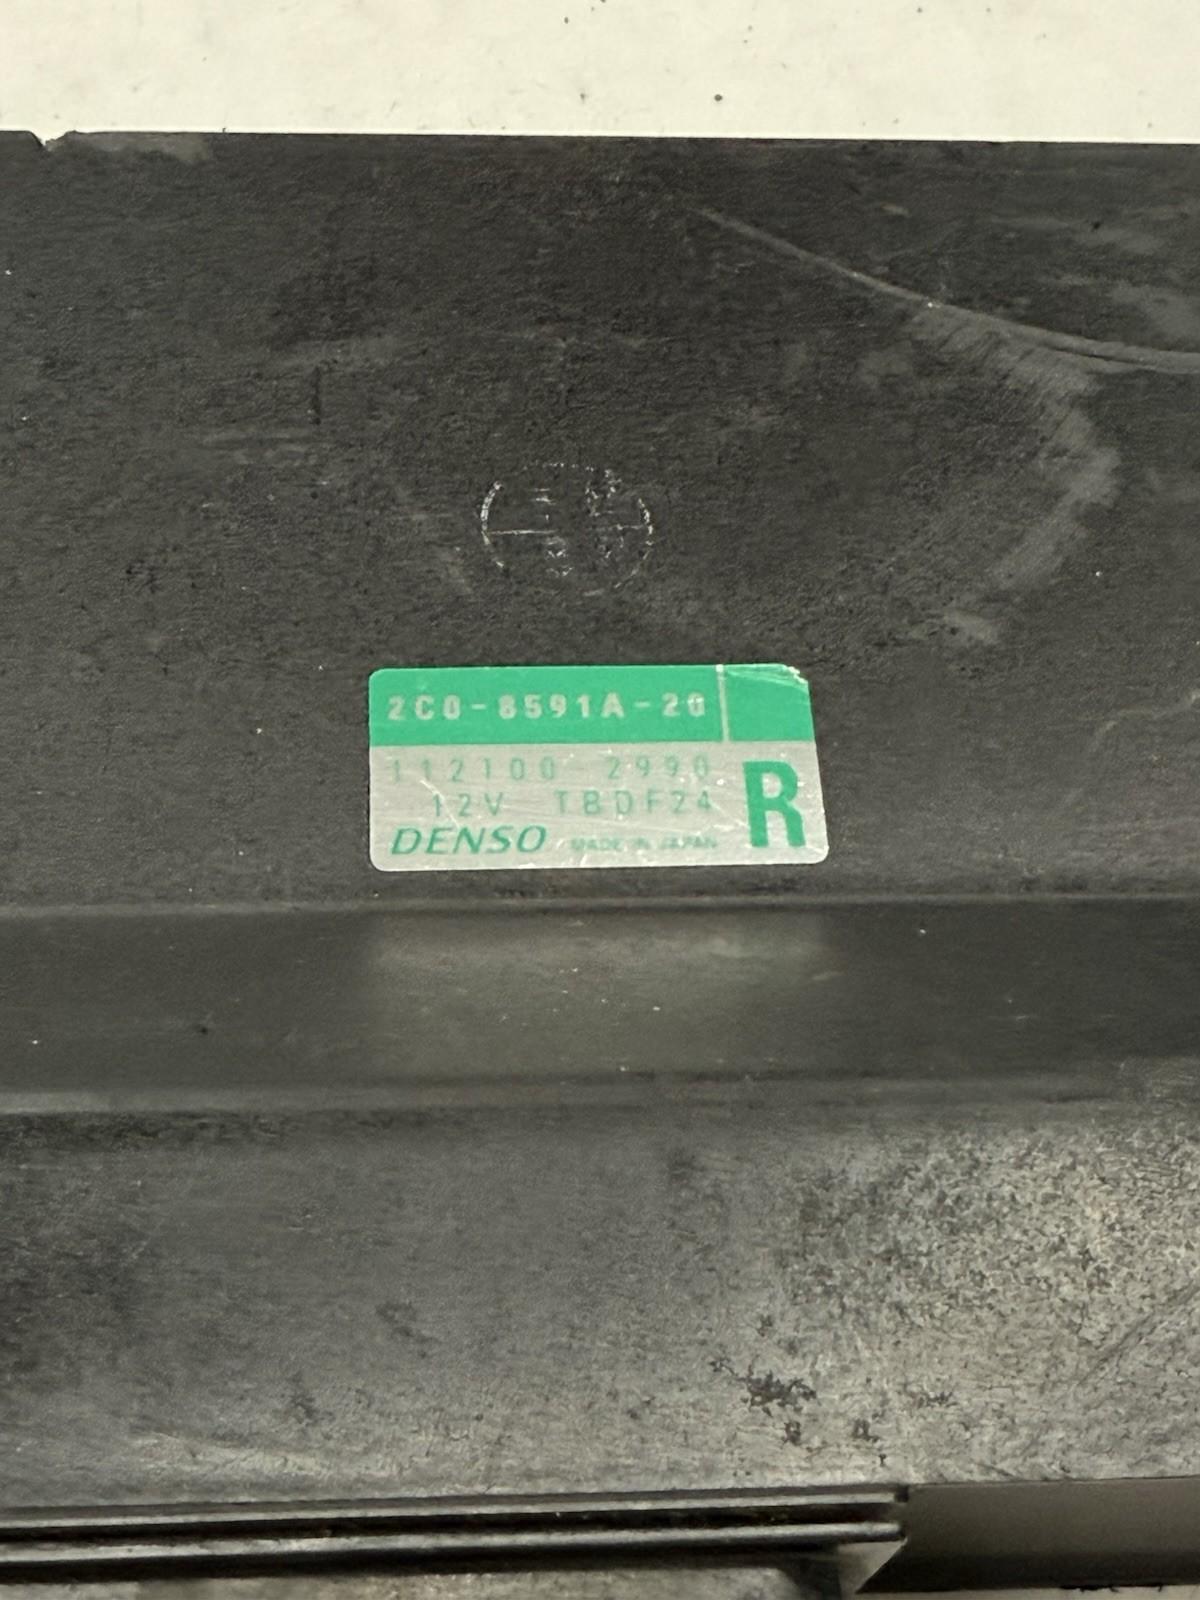 2C0-8591A-20
112100-2990
12V TBDF24
DENSO MADE IN JAPAN
R